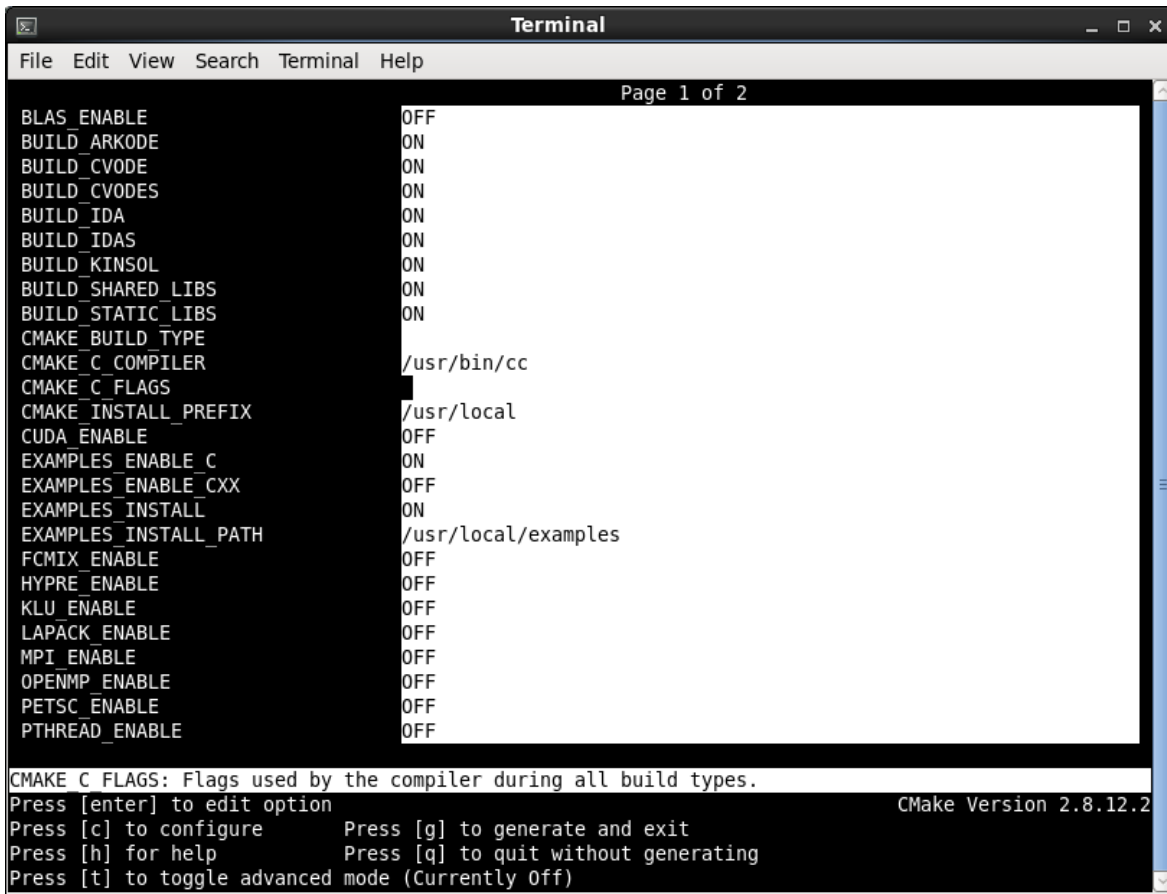 Terminal
File Edit View Search Terminal Help
Page 1 of 2
BLAS_ENABLE OFF
BUILD_ARKODE ON
BUILD_CVODE ON
BUILD_CVODES ON
BUILD_IDA ON
BUILD_IDAS ON
BUILD_KINSOL ON
BUILD_SHARED_LIBS ON
BUILD_STATIC_LIBS ON
CMAKE_BUILD_TYPE
CMAKE_C_COMPILER /usr/bin/cc
CMAKE_C_FLAGS
CMAKE_INSTALL_PREFIX /usr/local
CUDA_ENABLE OFF
EXAMPLES_ENABLE_C ON
EXAMPLES_ENABLE_CXX OFF
EXAMPLES_INSTALL ON
EXAMPLES_INSTALL_PATH /usr/local/examples
FCMIX_ENABLE OFF
HYPRE_ENABLE OFF
KLU_ENABLE OFF
LAPACK_ENABLE OFF
MPI_ENABLE OFF
OPENMP_ENABLE OFF
PETSC_ENABLE OFF
PTHREAD_ENABLE OFF
CMAKE_C_FLAGS: Flags used by the compiler during all build types.
Press [enter] to edit option CMake Version 2.8.12.2
Press [c] to configure Press [g] to generate and exit
Press [h] for help Press [q] to quit without generating
Press [t] to toggle advanced mode (Currently Off)